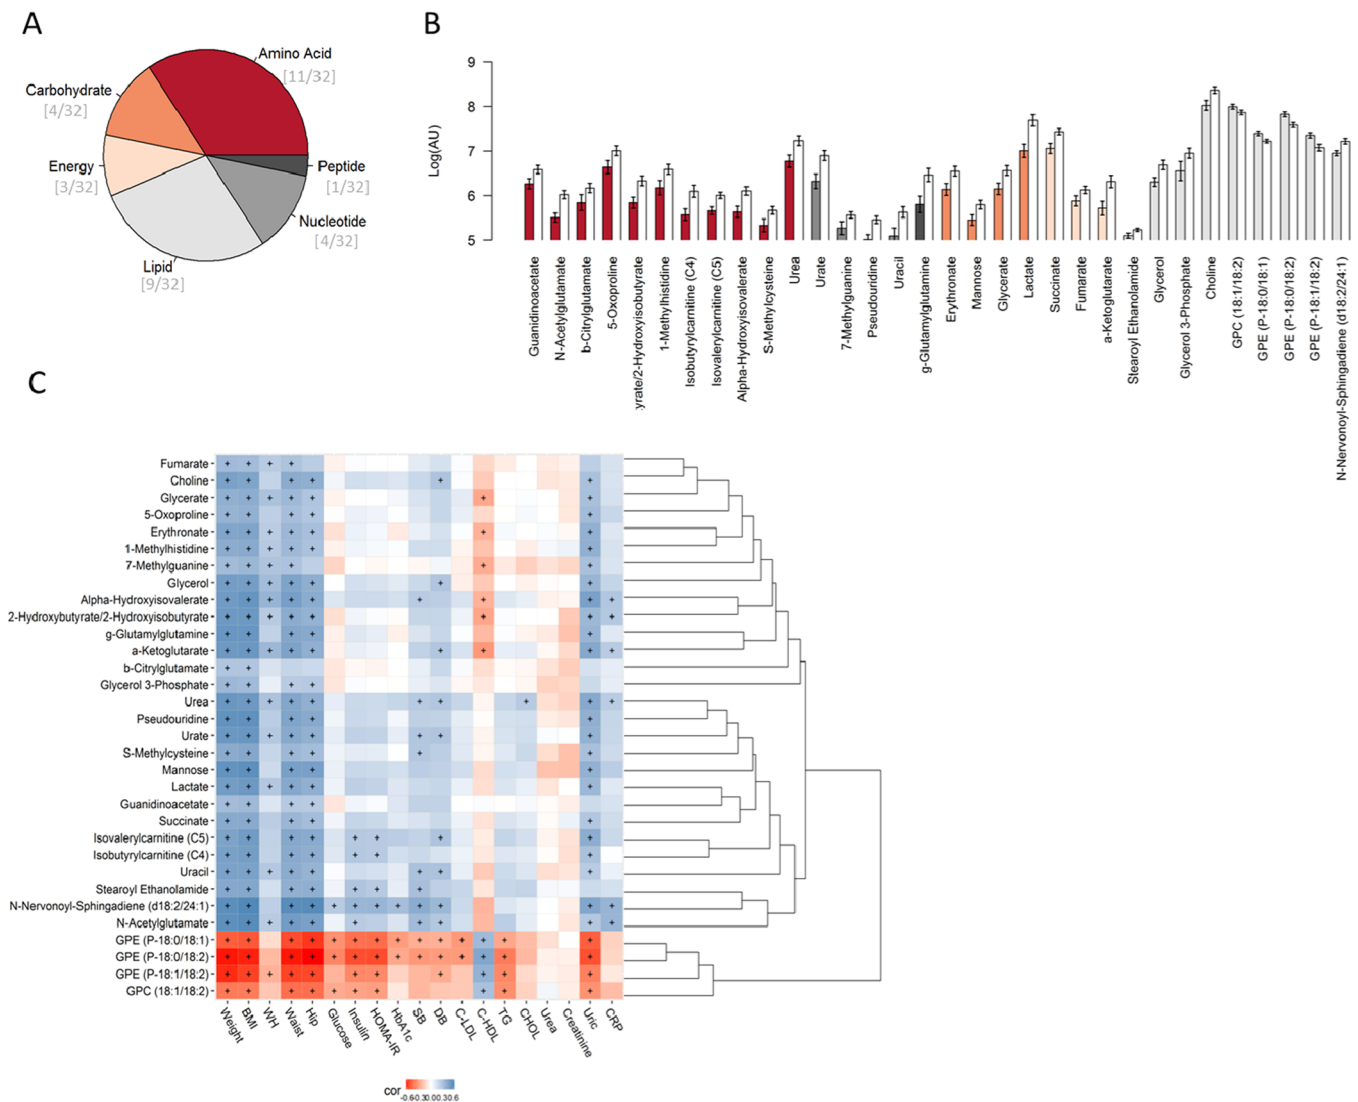 A
Amino Acid
[11/32]
Carbohydrate
[4/32]
Energy
[3/32]
Peptide
[1/32]
Nucleotide
[4/32]
Lipid
[9/32]
B
Log(AU)
9
8
7
6
5
Guanidinoacetate
N-Acetylglutamate
b-Citrylglutamate
5-Oxoproline
yrate/2-Hydroxyisobutyrate
1-Methylhistidine
Isobutyrylcarnitine (C4)
Isovalerylcarnitine (C5)
Alpha-Hydroxyisovalerate
S-Methylcysteine
Urea
Urate
7-Methylguanine
Pseudouridine
Uracil
g-Glutamylglutamine
Erythronate
Mannose
Glycerate
Lactate
Succinate
Fumarate
a-Ketoglutarate
Stearoyl Ethanolamide
Glycerol
Glycerol 3-Phosphate
Choline
GPC (18:1/18:2)
GPE (P-18:0/18:1)
GPE (P-18:0/18:2)
GPE (P-18:1/18:2)
N-Nervonoyl-Sphingadiene (d18:2/24:1)
C
Fumarate
Choline
Glycerate
5-Oxoproline
Erythronate
1-Methylhistidine
7-Methylguanine
Glycerol
Alpha-Hydroxyisovalerate
2-Hydroxybutyrate/2-Hydroxyisobutyrate
g-Glutamylglutamine
a-Ketoglutarate
b-Citrylglutamate
Glycerol 3-Phosphate
Urea
Pseudouridine
Urate
S-Methylcysteine
Mannose
Lactate
Guanidinoacetate
Succinate
Isovalerylcarnitine (C5)
Isobutyrylcarnitine (C4)
Uracil
Stearoyl Ethanolamide
N-Nervonoyl-Sphingadiene (d18:2/24:1)
N-Acetylglutamate
GPE (P-18:0/18:1)
GPE (P-18:0/18:2)
GPE (P-18:1/18:2)
GPC (18:1/18:2)
Weight
BMI
WH
Waist
Hip
Glucose
Insulin
HOMA-IR
HbA1c
SB
DB
C-LDL
C-HDL
TG
CHOL
Urea
Creatinine
Uric
CRP
cor
-0.6-0.30.00.30.6